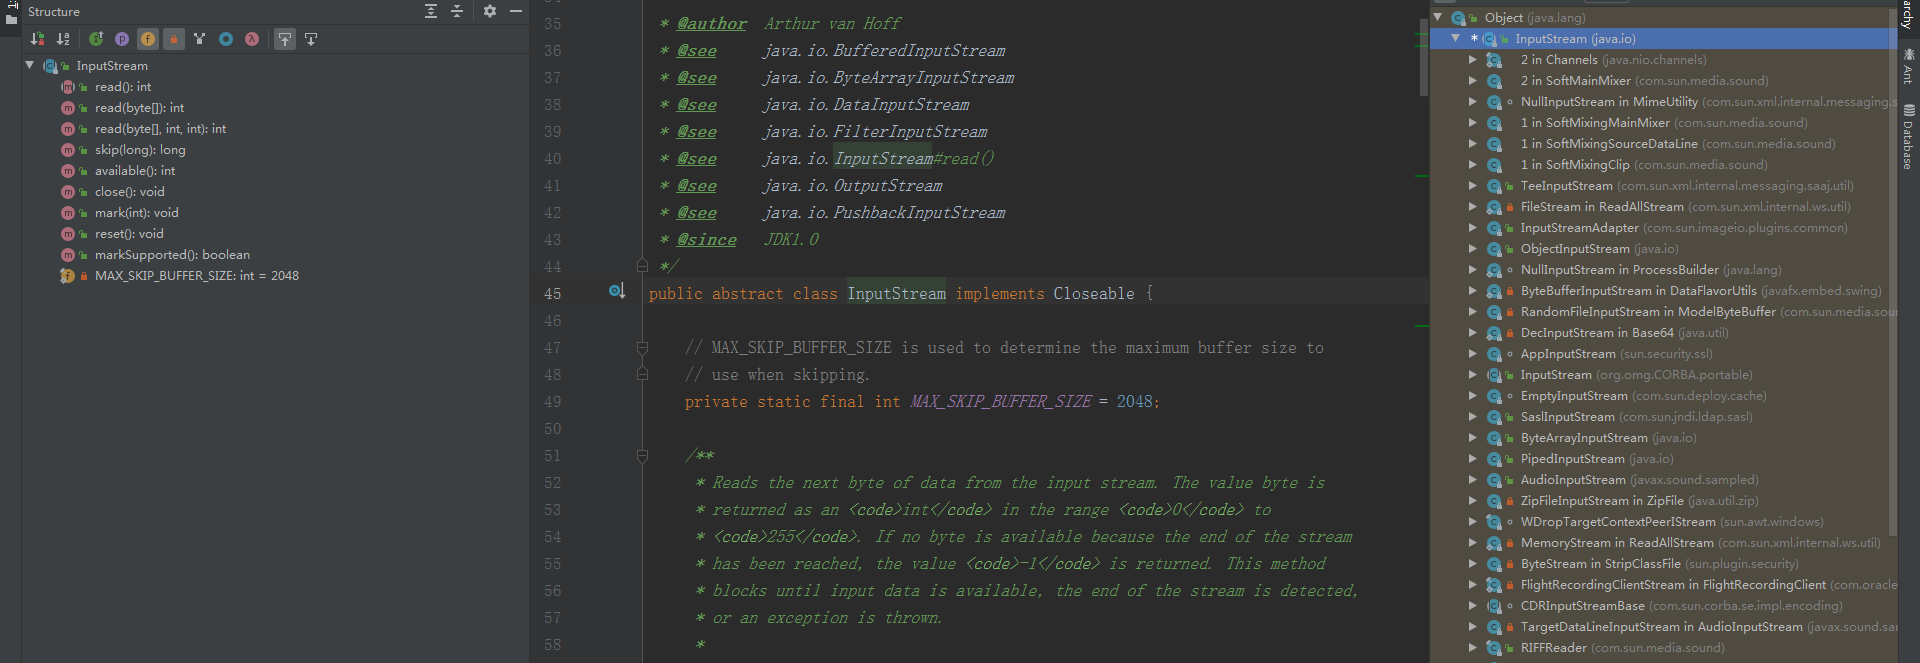 Structure
InputStream
read(): int
read(byte[]): int
read(byte[], int, int): int
skip(long): long
available(): int
close(): void
mark(int): void
reset(): void
markSupported(): boolean
MAX_SKIP_BUFFER_SIZE: int = 2048
35 * @author Arthur van Hoff
36 * @see java.io.BufferedInputStream
37 * @see java.io.ByteArrayInputStream
38 * @see java.io.DataInputStream
39 * @see java.io.FilterInputStream
40 * @see java.io.InputStream#read()
41 * @see java.io.OutputStream
42 * @see java.io.PushbackInputStream
43 * @since JDK1.0
44 */
45 public abstract class InputStream implements Closeable {
46
47 // MAX_SKIP_BUFFER_SIZE is used to determine the maximum buffer size to
48 // use when skipping.
49 private static final int MAX_SKIP_BUFFER_SIZE = 2048;
50
51 /**
52 * Reads the next byte of data from the input stream. The value byte is
53 * returned as an <code>int</code> in the range <code>0</code> to
54 * <code>255</code>. If no byte is available because the end of the stream
55 * has been reached, the value <code>-1</code> is returned. This method
56 * blocks until input data is available, the end of the stream is detected,
57 * or an exception is thrown.
58 *
Object (java.lang)
* InputStream (java.io)
2 in Channels (java.nio.channels)
2 in SoftMainMixer (com.sun.media.sound)
NullInputStream in MimeUtility (com.sun.xml.internal.messaging.s
1 in SoftMixingMainMixer (com.sun.media.sound)
1 in SoftMixingSourceDataLine (com.sun.media.sound)
1 in SoftMixingClip (com.sun.media.sound)
TeeInputStream (com.sun.xml.internal.messaging.saaj.util)
FileStream in ReadAllStream (com.sun.xml.internal.ws.util)
InputStreamAdapter (com.sun.imageio.plugins.common)
ObjectInputStream (java.io)
NullInputStream in ProcessBuilder (java.lang)
ByteBufferInputStream in DataFlavorUtils (javafx.embed.swing)
RandomFileInputStream in ModelByteBuffer (com.sun.media.sour
DecInputStream in Base64 (java.util)
AppInputStream (sun.security.ssl)
InputStream (org.omg.CORBA.portable)
EmptyInputStream (com.sun.deploy.cache)
SaslInputStream (com.sun.jndi.ldap.sasl)
ByteArrayInputStream (java.io)
PipedInputStream (java.io)
AudioInputStream (javax.sound.sampled)
ZipFileInputStream in ZipFile (java.util.zip)
WDropTargetContextPeerIStream (sun.awt.windows)
MemoryStream in ReadAllStream (com.sun.xml.internal.ws.util)
ByteStream in StripClassFile (sun.plugin.security)
FlightRecordingClientStream in FlightRecordingClient (com.oracle
CDRInputStreamBase (com.sun.corba.se.impl.encoding)
TargetDataLineInputStream in AudioInputStream (javax.sound.sar
RIFFReader (com.sun.media.sound)
archy
Ant
Database